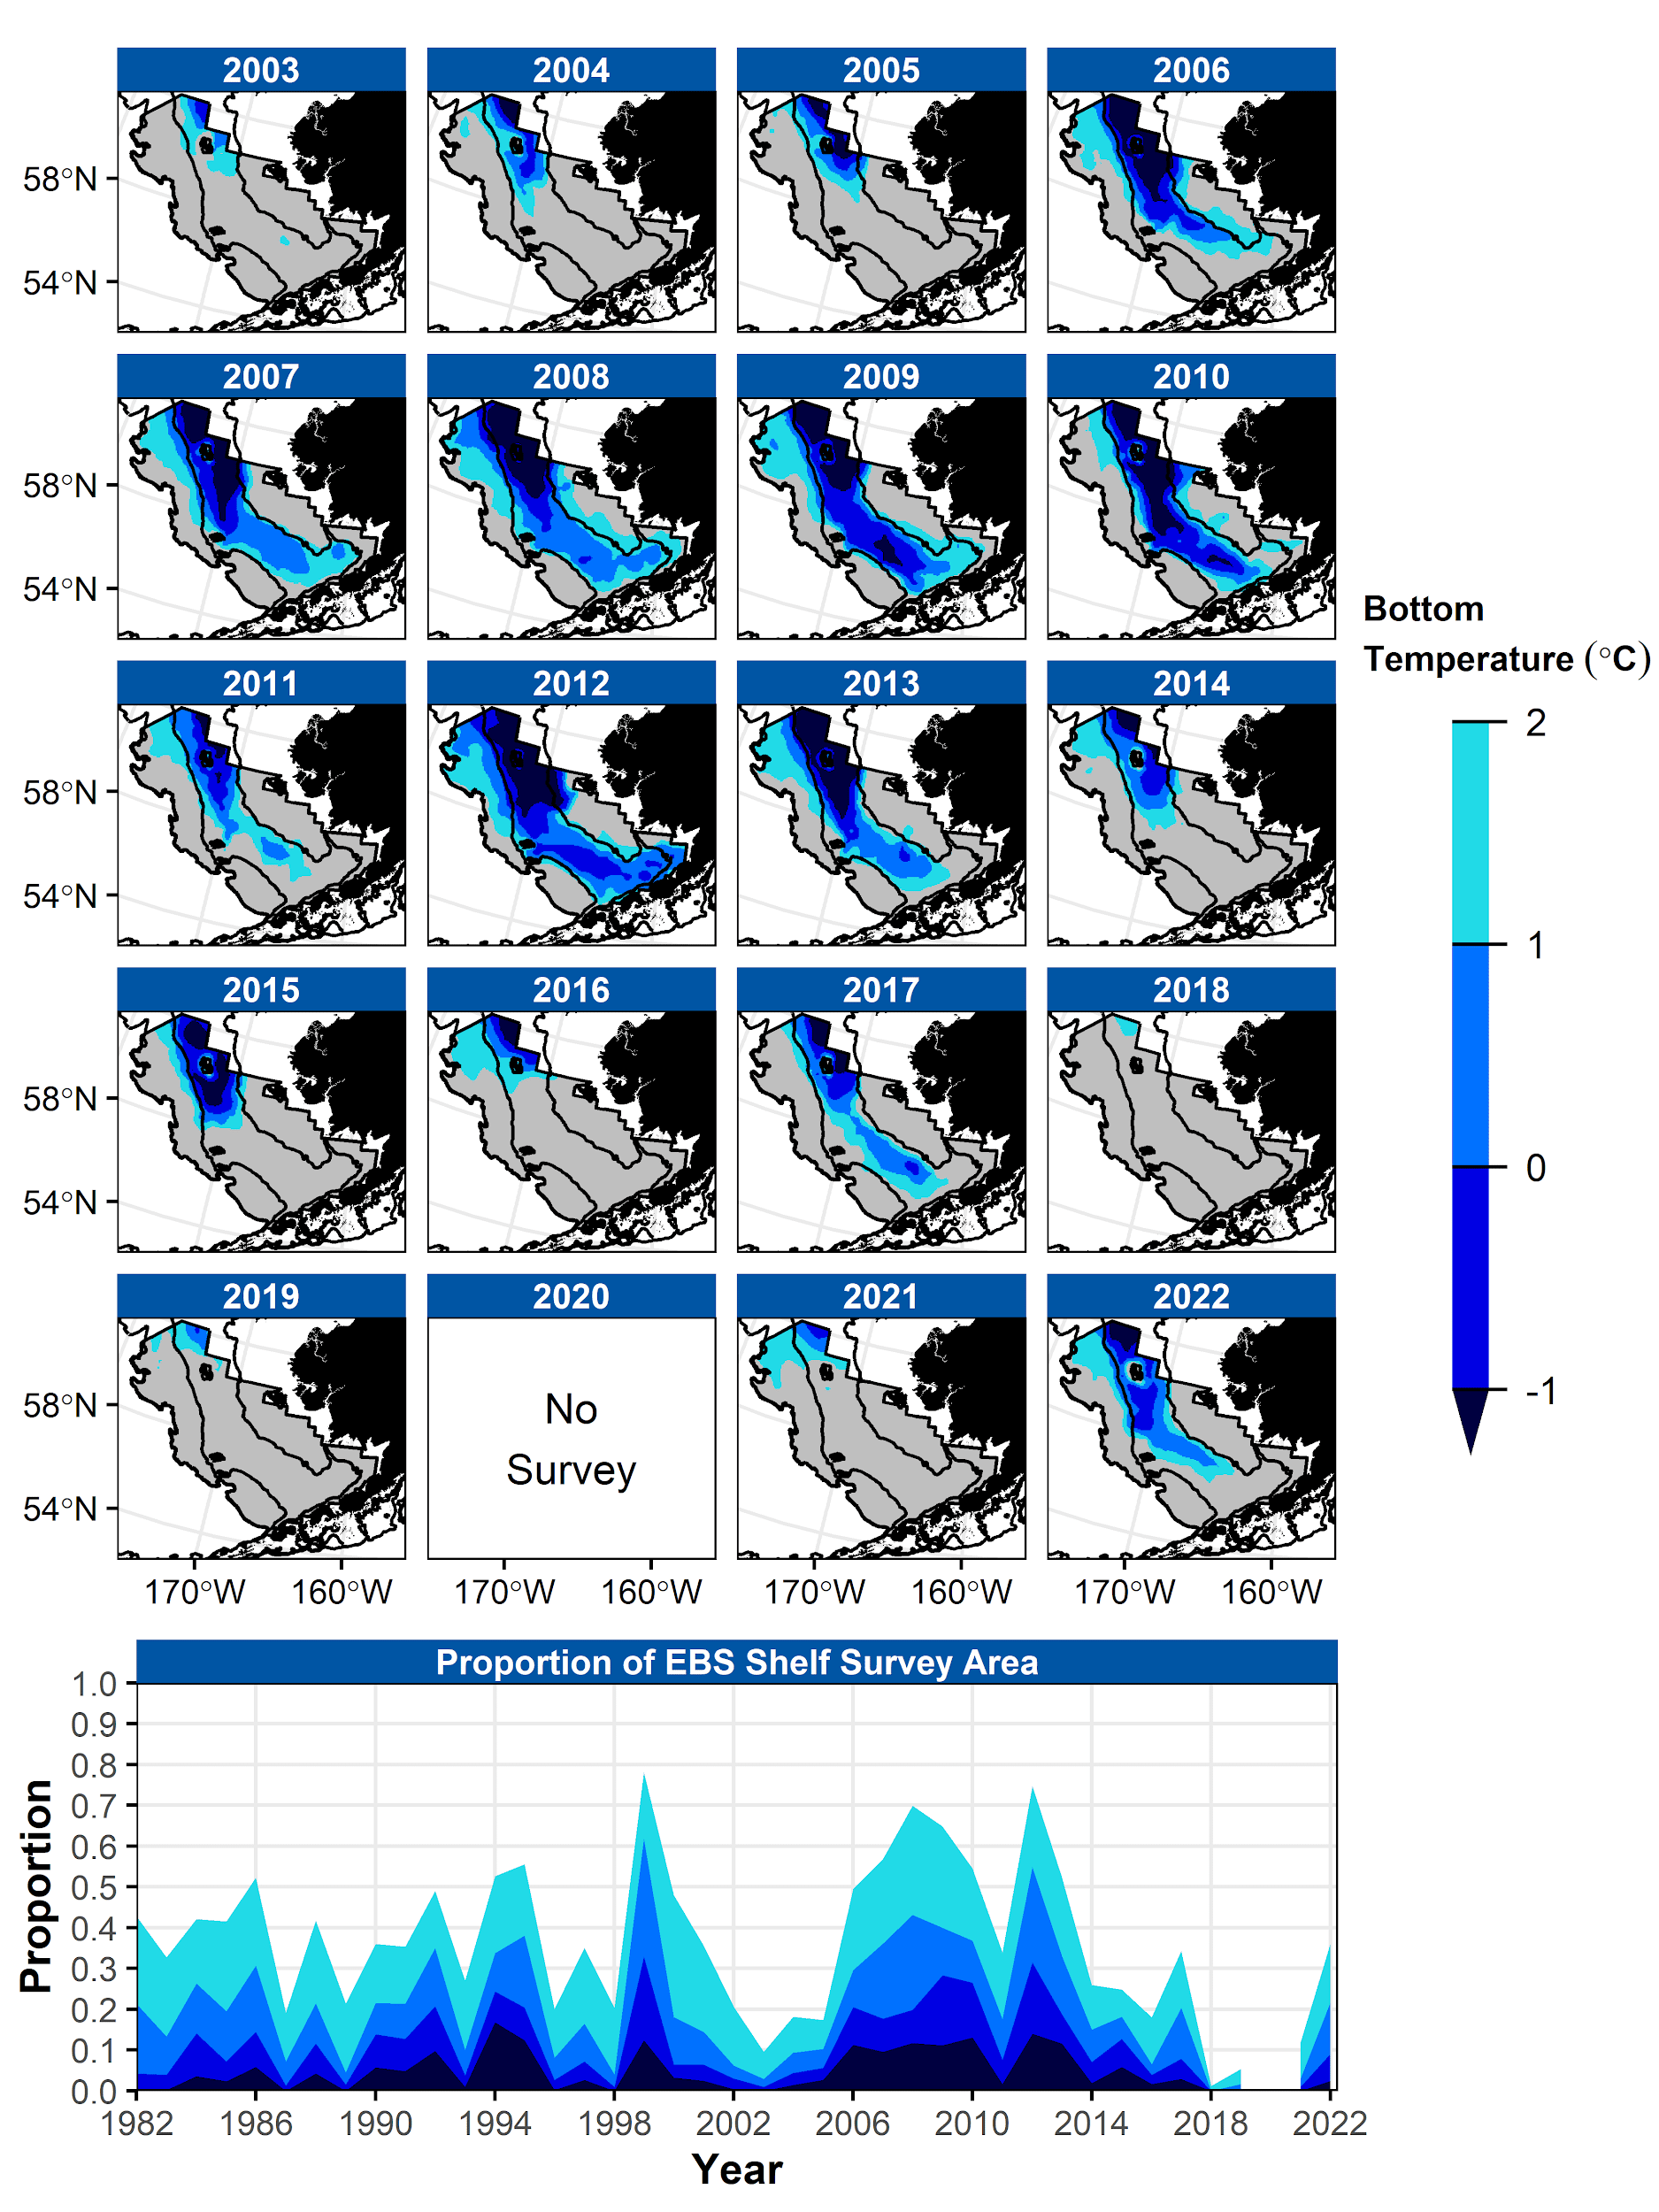 2003 2004 2005 2006
58°N
54°N
2007 2008 2009 2010
58°N
54°N
Bottom
Temperature (°C)
2
1
0
-1
2011 2012 2013 2014
58°N
54°N
2015 2016 2017 2018
58°N
54°N
2019 2020 2021 2022
58°N
54°N
No
Survey
170°W 160°W 170°W 160°W 170°W 160°W 170°W 160°W
Proportion of EBS Shelf Survey Area
Proportion
1.0
0.9
0.8
0.7
0.6
0.5
0.4
0.3
0.2
0.1
0.0
1982 1986 1990 1994 1998 2002 2006 2010 2014 2018 2022
Year